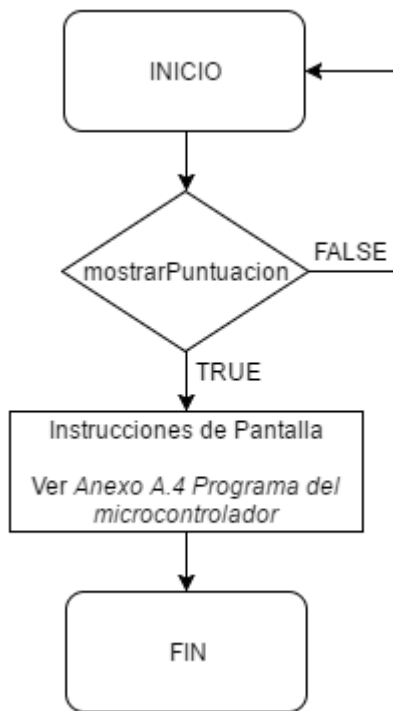 INICIO
mostrarPuntuacion
FALSE
TRUE
Instrucciones de Pantalla
Ver Anexo A.4 Programa del
microcontrolador
FIN